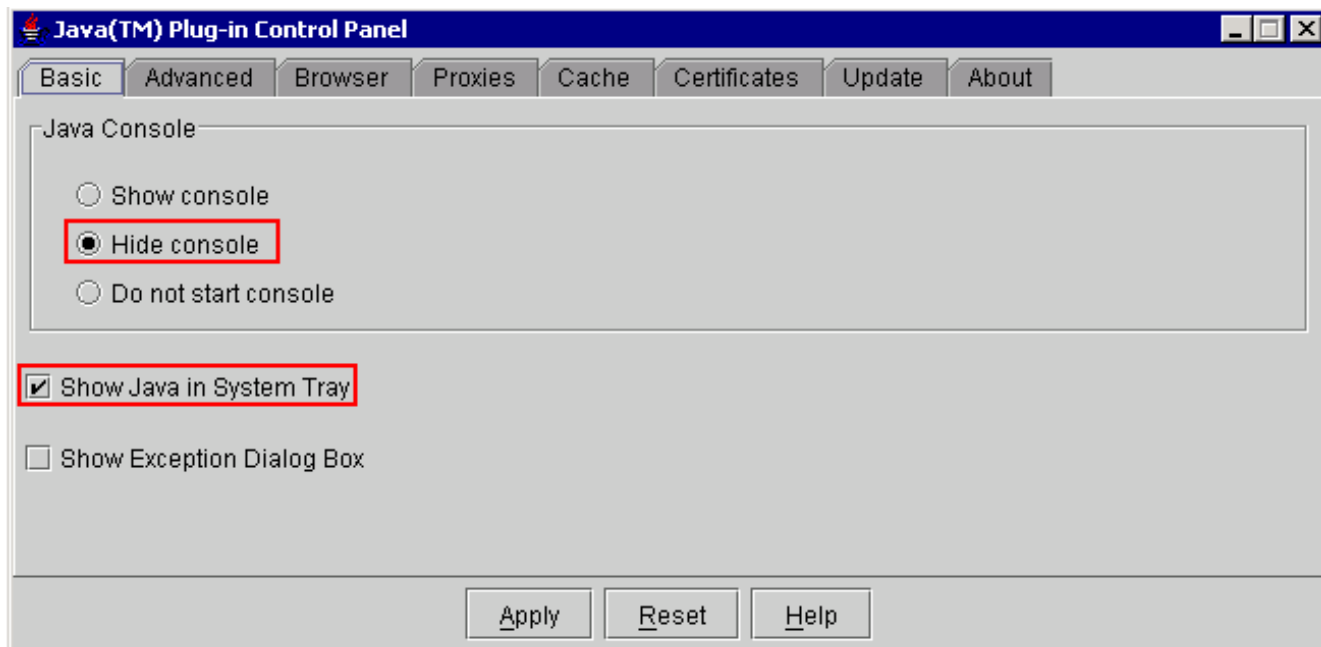 Java(TM) Plug-in Control Panel
Basic Advanced Browser Proxies Cache Certificates Update About
Java Console
Show console
Hide console
Do not start console
Show Java in System Tray
Show Exception Dialog Box
Apply Reset Help